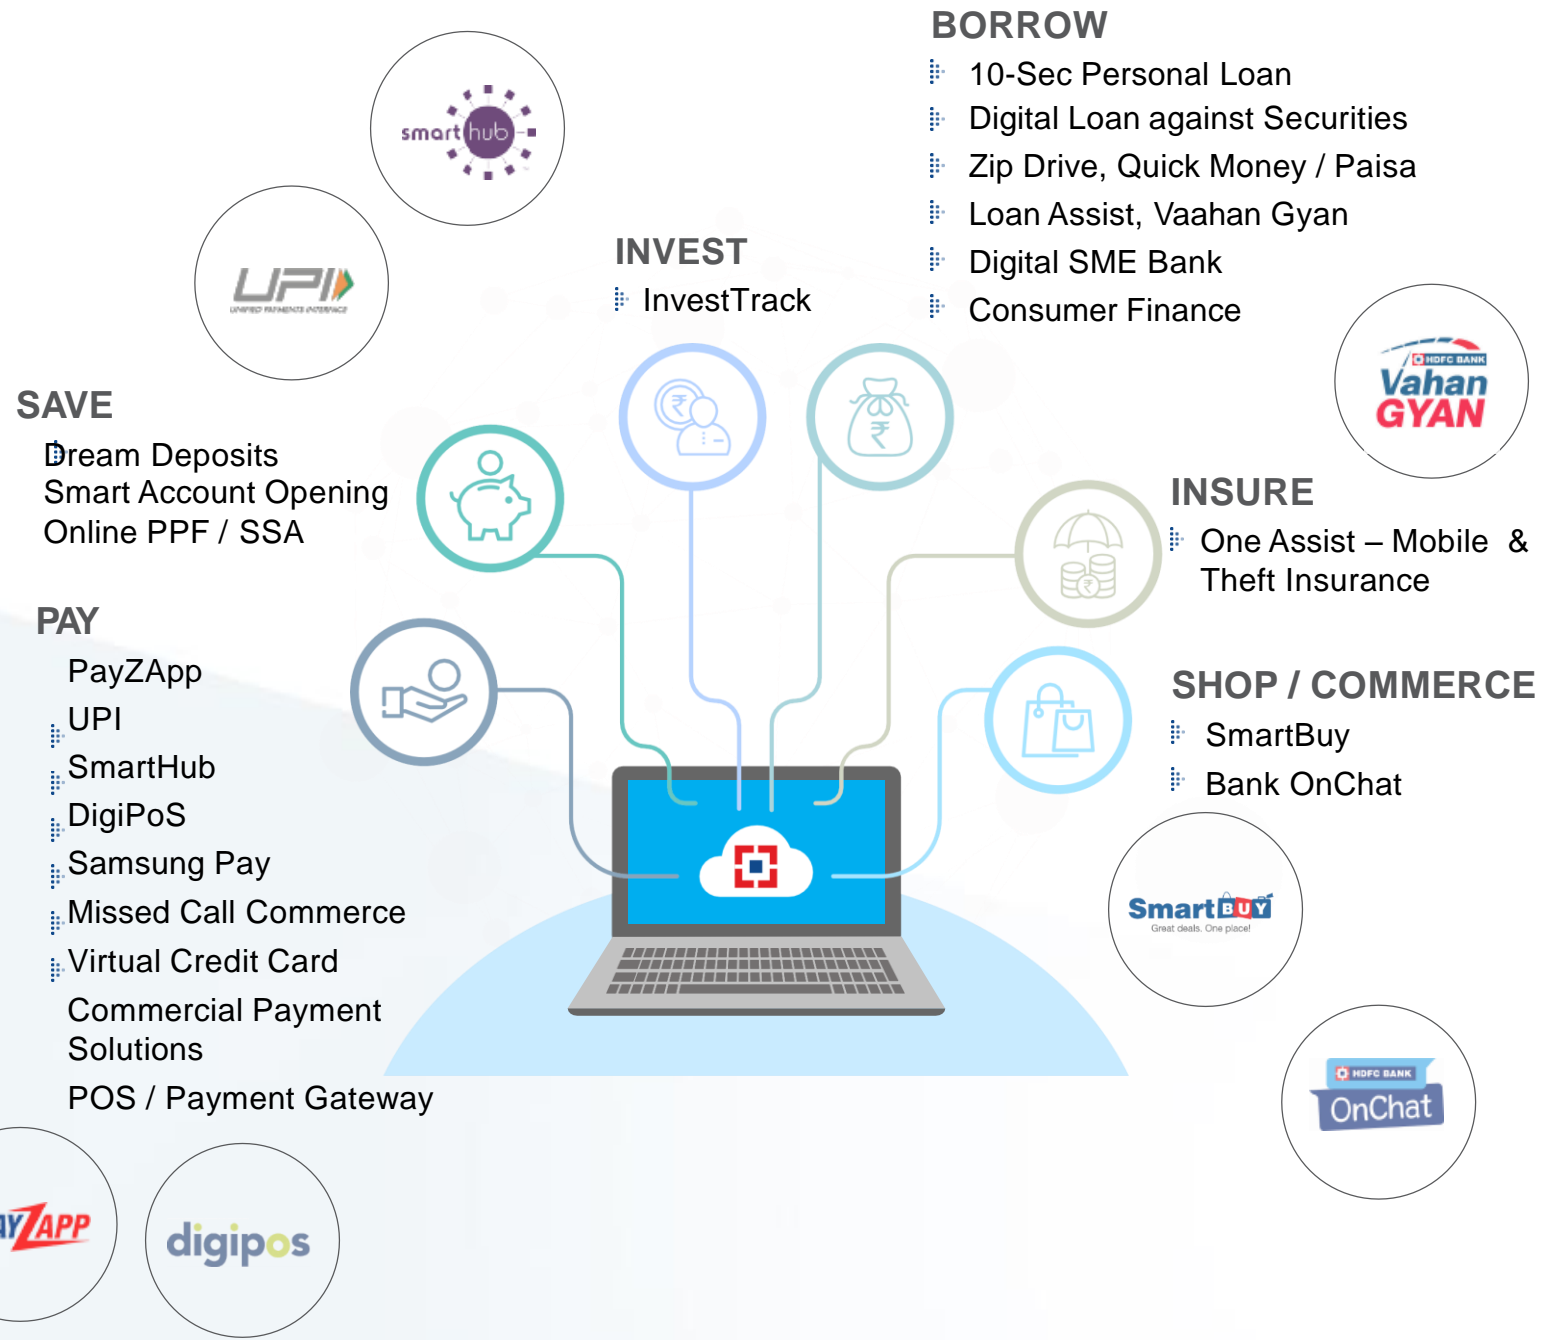 BORROW
10-Sec Personal Loan
Digital Loan against Securities
Zip Drive, Quick Money / Paisa
Loan Assist, Vaahan Gyan
Digital SME Bank
Consumer Finance
smart hub
UPI
UNIFIED PAYMENTS INTERFACE
INVEST
InvestTrack
HDFC BANK
Vahan
GYAN
SAVE
Dream Deposits
Smart Account Opening
Online PPF / SSA
INSURE
One Assist – Mobile &
Theft Insurance
PAY
PayZApp
UPI
SmartHub
DigiPoS
Samsung Pay
Missed Call Commerce
Virtual Credit Card
Commercial Payment
Solutions
POS / Payment Gateway
SHOP / COMMERCE
SmartBuy
Bank OnChat
SmartBUY
Great deals. One place!
HDFC BANK
OnChat
AYZAPP
digipos